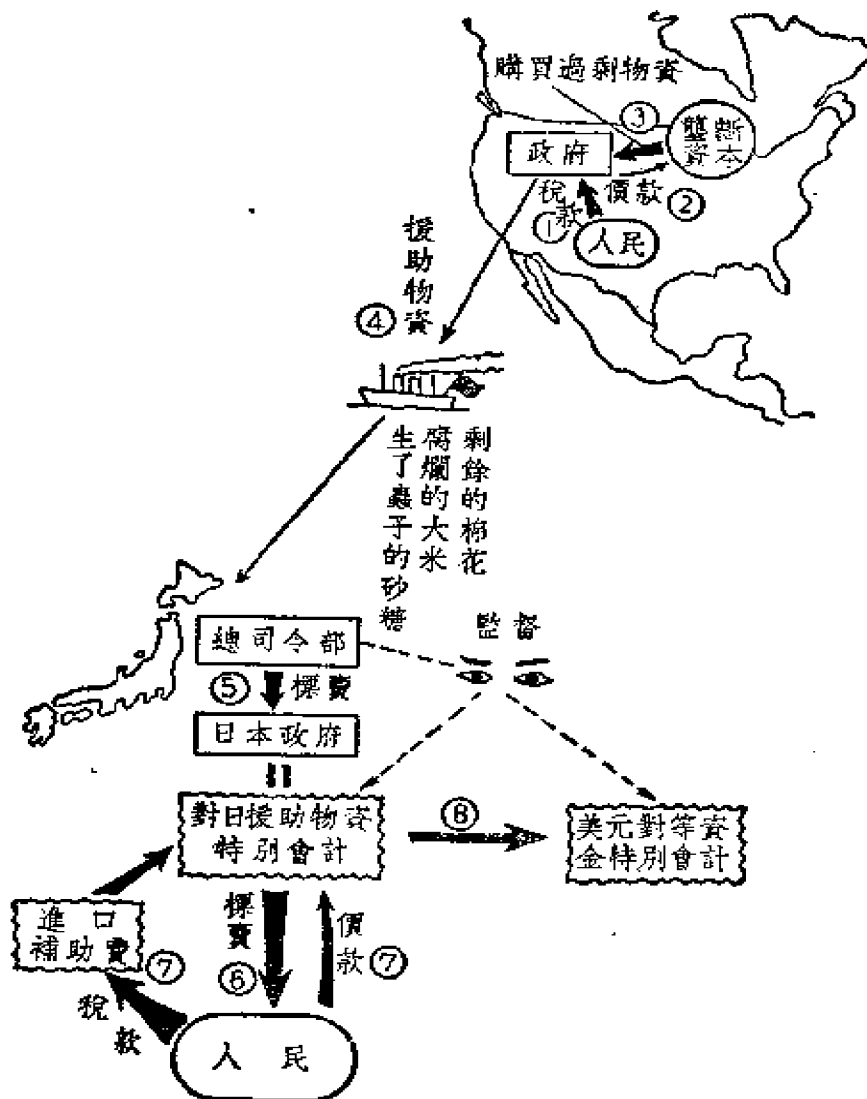 購買過剩物資
③
壟斷
資本
政府
稅款
①
價款
②
人民
援助物資
④
剩餘的棉花
腐爛的大米
生了蟲子的砂糖
總司令部
監督
⑤
標賣
日本政府
對日援助物資
特別會計
⑧
美元對等資
金特別會計
進口
補助費
⑦
標賣
⑥
價款
⑦
稅款
人民